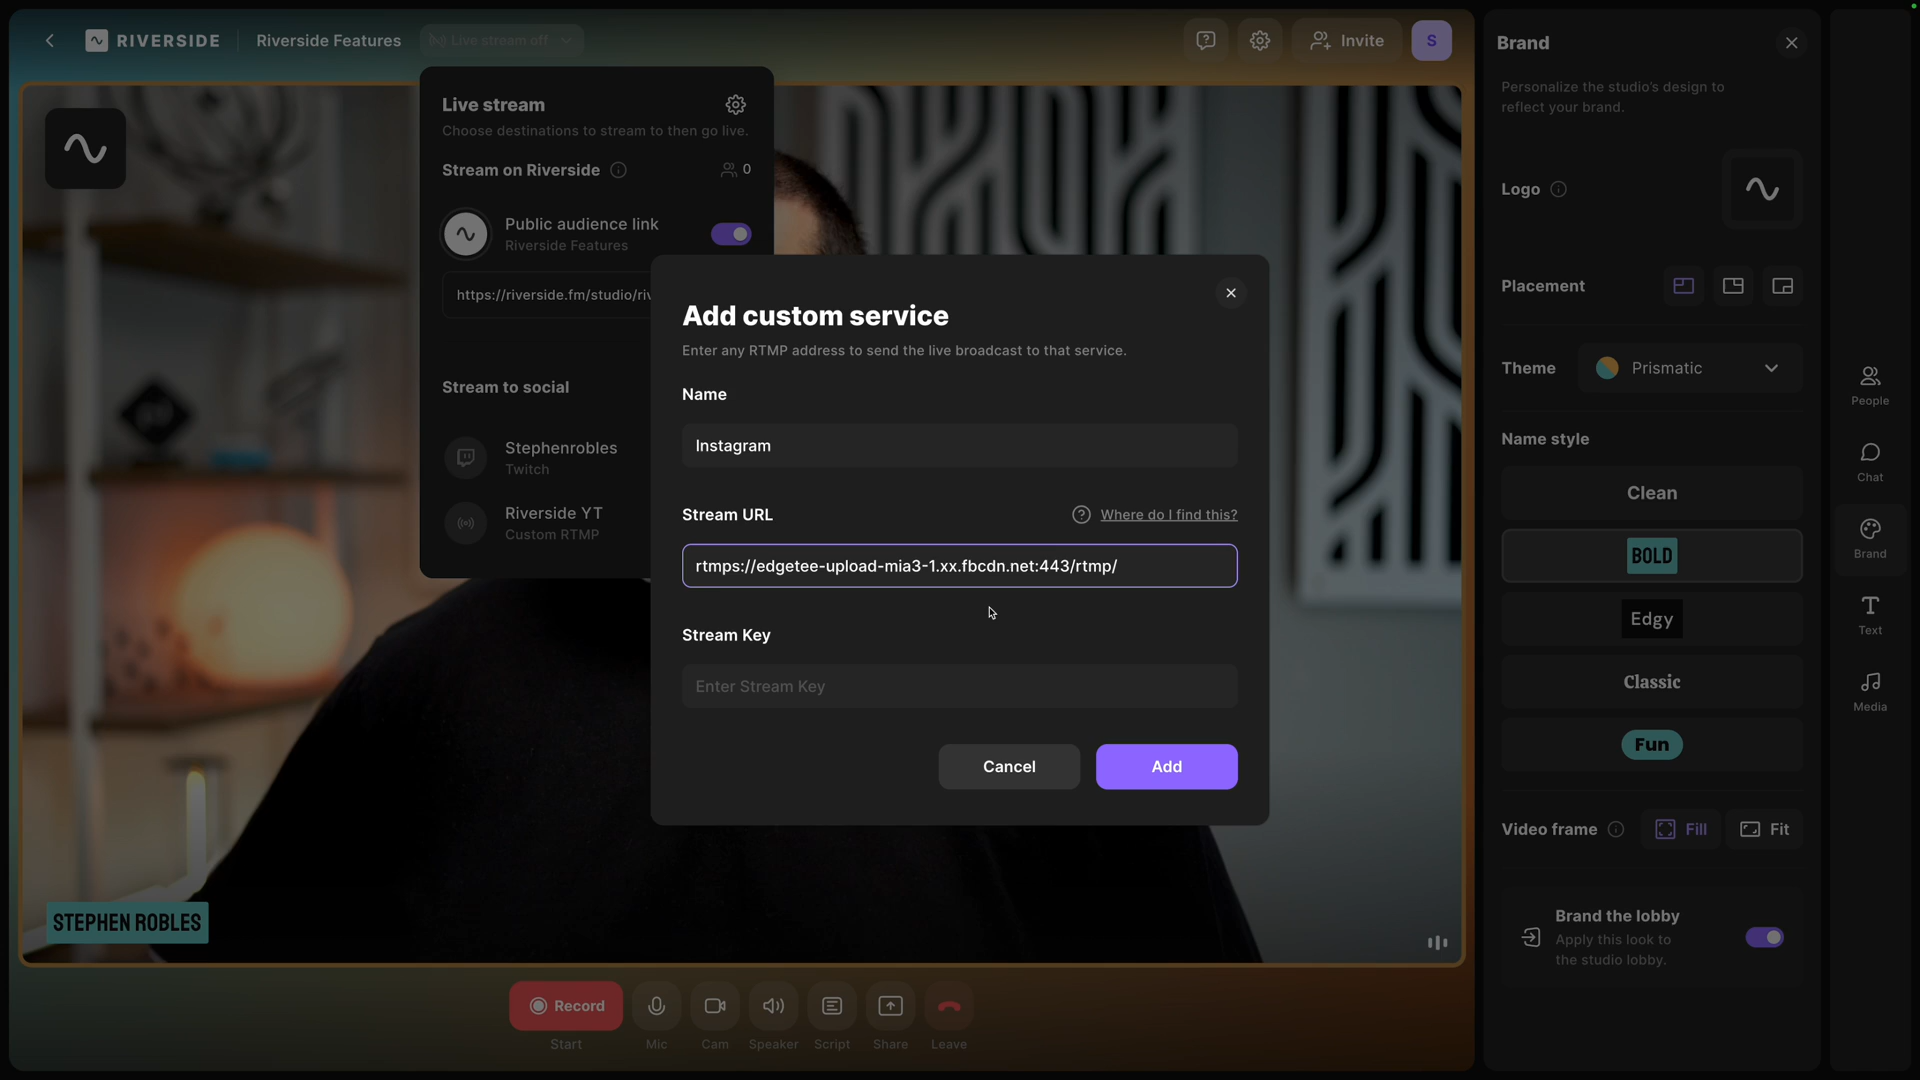 RIVERSIDE
Riverside Features
Live stream off
Invite
S
Live stream
Choose destinations to stream to then go live.
Stream on Riverside
0
Public audience link
Riverside Features
https://riverside.fm/studio/riv
Stream to social
Stephenrobles
Twitch
Riverside YT
Custom RTMP
Add custom service
Enter any RTMP address to send the live broadcast to that service.
Name
Instagram
Stream URL
Where do I find this?
rtmps://edgetee-upload-mia3-1.xx.fbcdn.net:443/rtmp/
Stream Key
Enter Stream Key
Cancel
Add
STEPHEN ROBLES
Record
Start
Mic
Cam
Speaker
Script
Share
Leave
Brand
Personalize the studio's design to
reflect your brand.
Logo
Placement
Theme
Prismatic
Name style
Clean
BOLD
Edgy
Classic
Fun
Video frame
Fill
Fit
Brand the lobby
Apply this look to
the studio lobby.
People
Chat
Brand
Text
Media